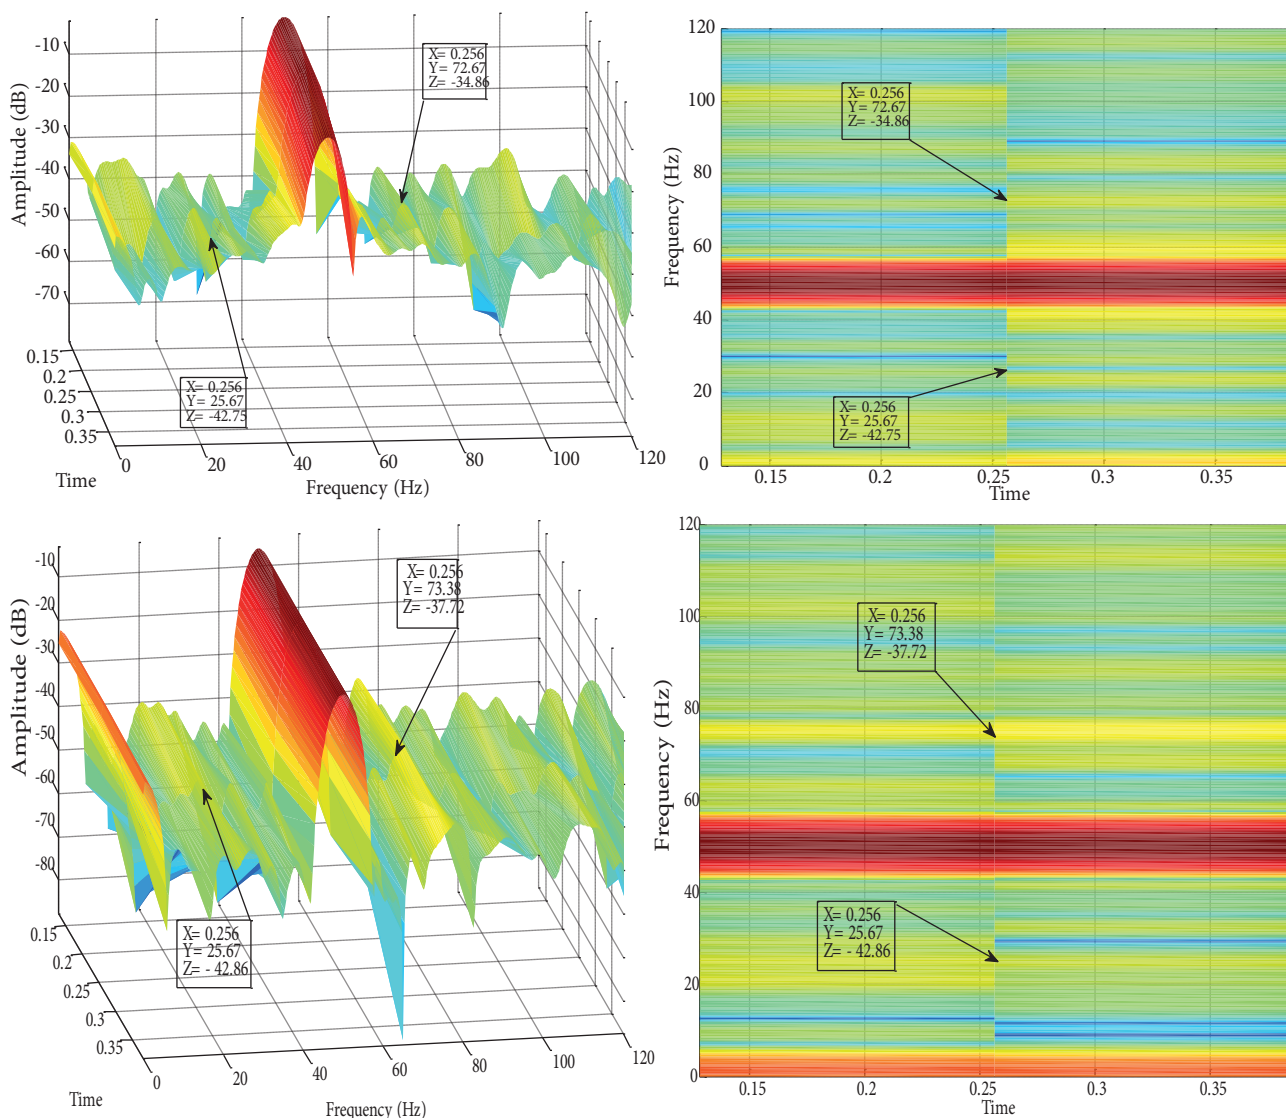 -10
-20
-30
-40
-50
-60
-70
Amplitude (dB)
X= 0.256
Y= 72.67
Z= -34.86
X= 0.256
Y= 25.67
Z= -42.75
0.15
0.2
0.25
0.3
0.35
Time
0 20 40 60 80 100 120
Frequency (Hz)
120
100
80
60
40
20
0
Frequency (Hz)
X= 0.256
Y= 72.67
Z= -34.86
X= 0.256
Y= 25.67
Z= -42.75
0.15 0.2 0.25 0.3 0.35
Time
-10
-20
-30
-40
-50
-60
-70
-80
Amplitude (dB)
X= 0.256
Y= 73.38
Z= -37.72
X= 0.256
Y= 25.67
Z= - 42.86
0.15
0.2
0.25
0.3
0.35
Time
0 20 40 60 80 100 120
Frequency (Hz)
120
100
80
60
40
20
0
Frequency (Hz)
X= 0.256
Y= 73.38
Z= -37.72
X= 0.256
Y= 25.67
Z= - 42.86
0.15 0.2 0.25 0.3 0.35
Time